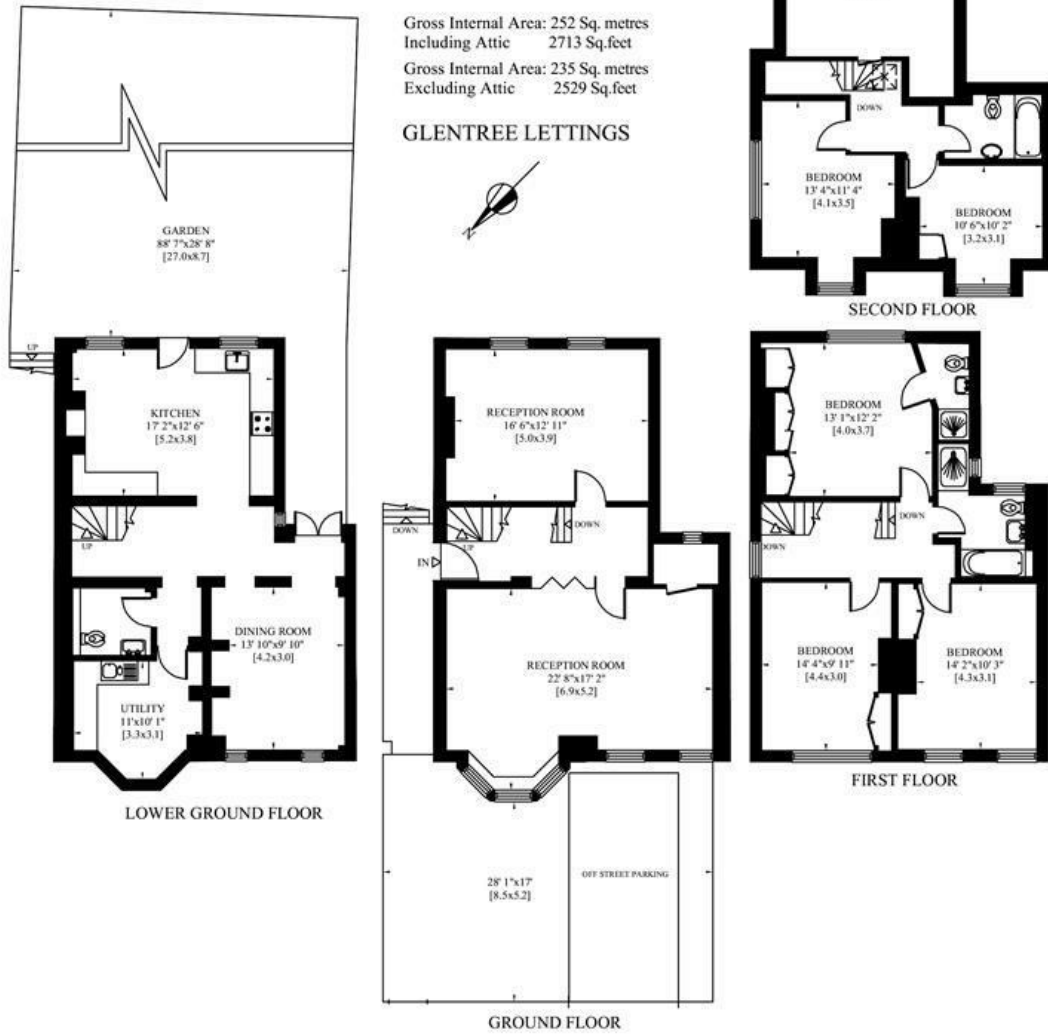 Gross Internal Area: 252 Sq. metres
Including Attic 2713 Sq.feet
Gross Internal Area: 235 Sq. metres
Excluding Attic 2529 Sq.feet
GLENTREE LETTINGS
N
GARDEN
88' 7"x28' 8"
[27.0x8.7]
UP
KITCHEN
17' 2"x12' 6"
[5.2x3.8]
UP
DINING ROOM
13' 10"x9' 10"
[4.2x3.0]
UTILITY
11'x10' 1"
[3.3x3.1]
LOWER GROUND FLOOR
RECEPTION ROOM
16' 6"x12' 11"
[5.0x3.9]
DOWN
UP
DOWN
IN
RECEPTION ROOM
22' 8"x17' 2"
[6.9x5.2]
28' 1"x17'
[8.5x5.2]
OFF STREET PARKING
GROUND FLOOR
DOWN
BEDROOM
13' 4"x11' 4"
[4.1x3.5]
BEDROOM
10' 6"x10' 2"
[3.2x3.1]
SECOND FLOOR
BEDROOM
13' 1"x12' 2"
[4.0x3.7]
DOWN
DOWN
BEDROOM
14' 4"x9' 11"
[4.4x3.0]
BEDROOM
14' 2"x10' 3"
[4.3x3.1]
FIRST FLOOR